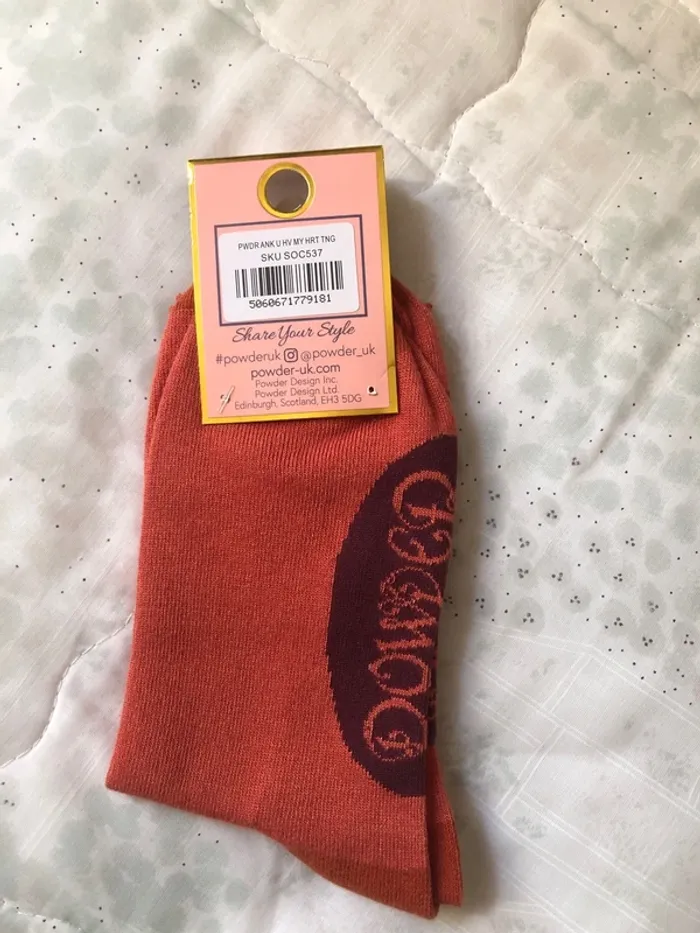 PWDR ANK U HV MY HRT TNG
SKU SOC537
5060671779181
Share Your Style
#powderuk @powder_uk
powder-uk.com
Powder Design Inc.
Powder Design Ltd.
Edinburgh, Scotland, EH3 5DG
POWDER